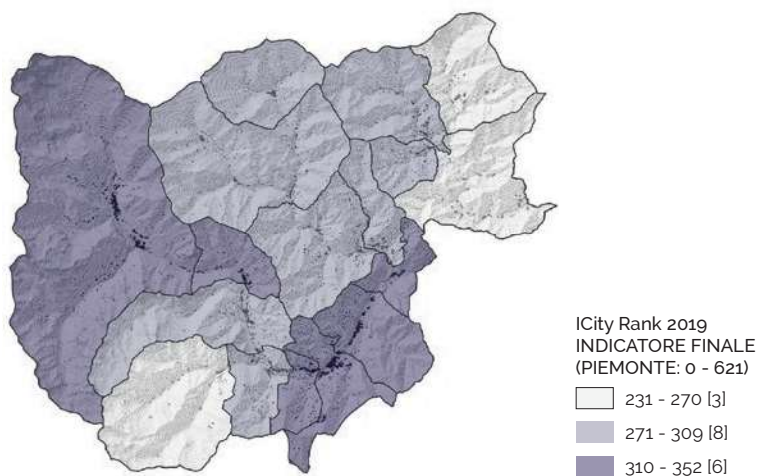 ICity Rank 2019
INDICATORE FINALE
(PIEMONTE: 0 - 621)
231 - 270 [3]
271 - 309 [8]
310 - 352 [6]